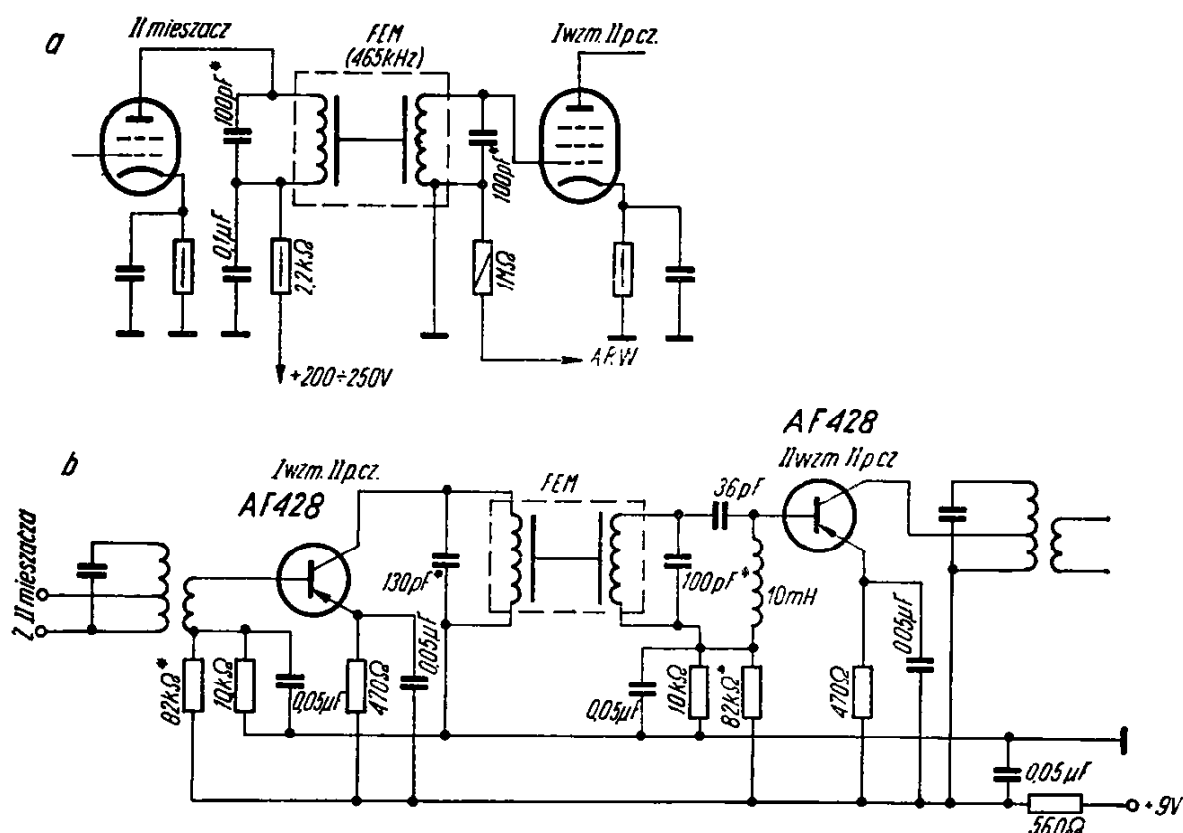 a
II mieszacz
FEM
(465kHz)
I wzm. II p.cz.
100pF*
100pF*
0,1µF
2,2kΩ
1MΩ
+200÷250V
ARW
b
I wzm. II p.cz.
AF428
FEM
36pF
AF428
II wzm. II p.cz
2 II mieszacza
130pF*
100pF*
10mH
82kΩ*
10kΩ
0,05µF
470Ω
0,05µF
0,05µF
10kΩ
82kΩ*
470Ω
0,05µF
0,05µF
560Ω
+9V